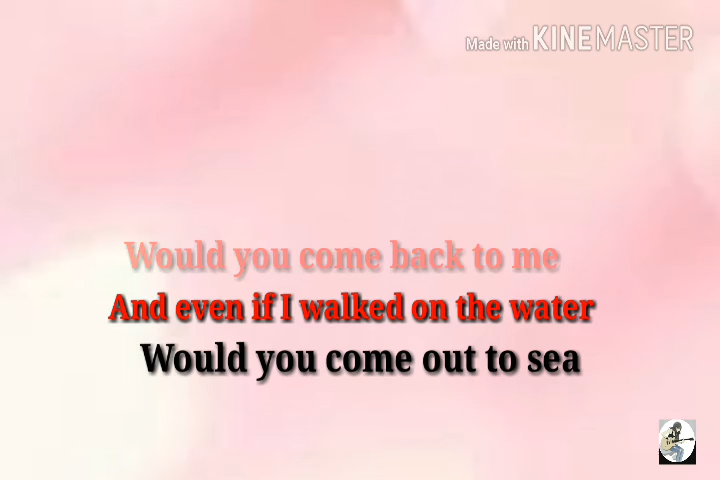 Made with KINEMASTER
Would you come back to me
And even if I walked on the water
Would you come out to sea